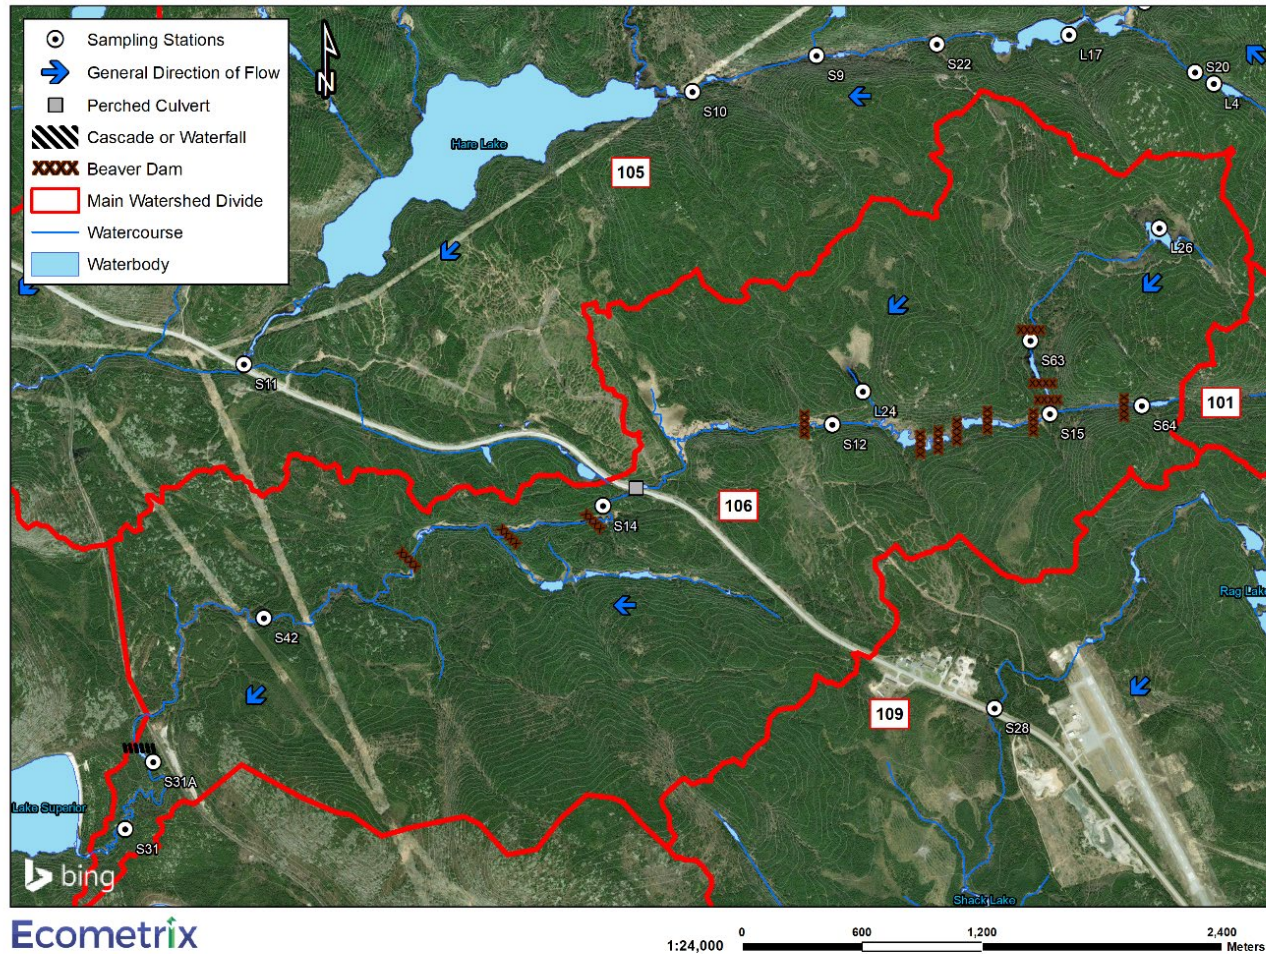 Sampling Stations
General Direction of Flow
Perched Culvert
Cascade or Waterfall
Beaver Dam
Main Watershed Divide
Watercourse
Waterbody
N
Hare Lake
S10
S9
S22
L17
S20
L4
105
L26
S63
S11
L24
S12
S15
S64
101
106
S14
S42
Rag Lake
109
S28
S31A
Lake Superior
S31
Shack Lake
bing
Ecometrix
1:24,000
0 600 1,200 2,400
Meters